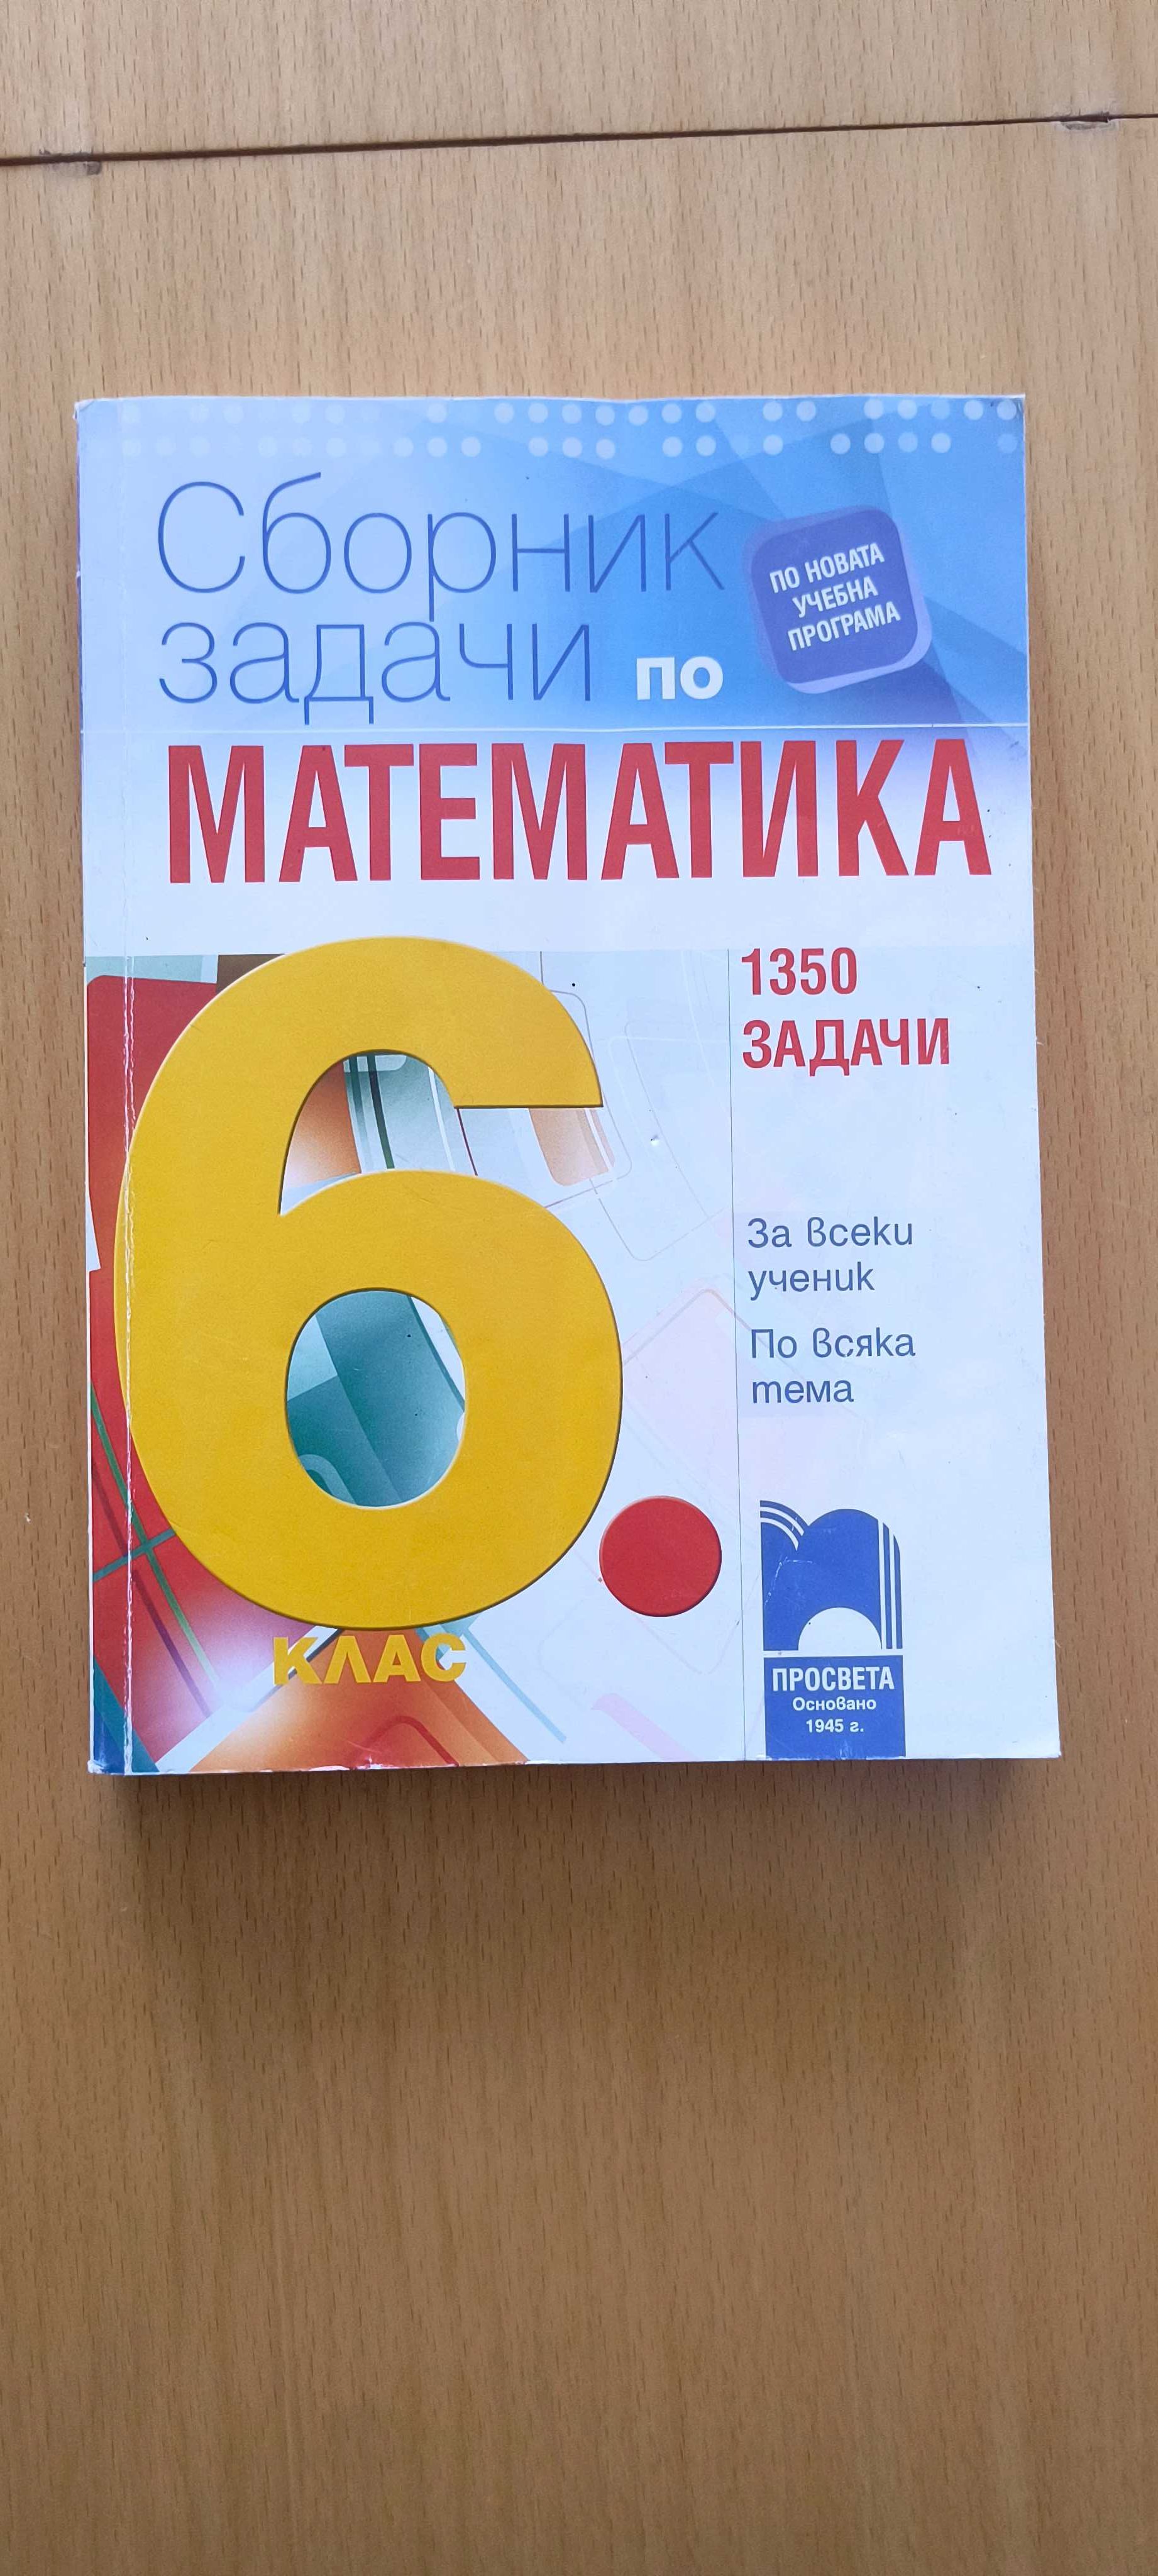 Сборник
задачи по
ПО НОВАТА
УЧЕБНА
ПРОГРАМА
МАТЕМАТИКА
1350
ЗАДАЧИ
6.
КЛАС
За всеки
ученик
По всяка
тема
ПРОСВЕТА
Основано
1945 г.